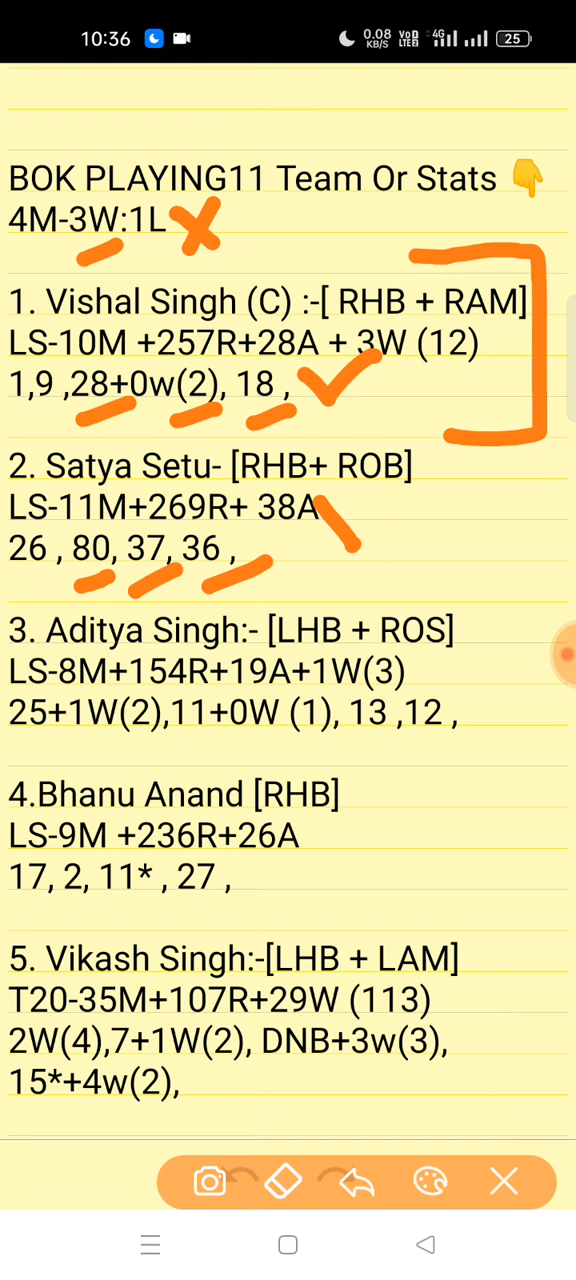 10:36
0.08 KB/S VoD LTE2 4G 25
BOK PLAYING11 Team Or Stats 👇
4M-3W:1L
1. Vishal Singh (C) :-[ RHB + RAM]
LS-10M +257R+28A + 3W (12)
1,9 ,28+0w(2), 18 ,
2. Satya Setu- [RHB+ ROB]
LS-11M+269R+ 38A
26 , 80, 37, 36 ,
3. Aditya Singh:- [LHB + ROS]
LS-8M+154R+19A+1W(3)
25+1W(2),11+0W (1), 13 ,12 ,
4.Bhanu Anand [RHB]
LS-9M +236R+26A
17, 2, 11* , 27 ,
5. Vikash Singh:-[LHB + LAM]
T20-35M+107R+29W (113)
2W(4),7+1W(2), DNB+3w(3),
15*+4w(2),